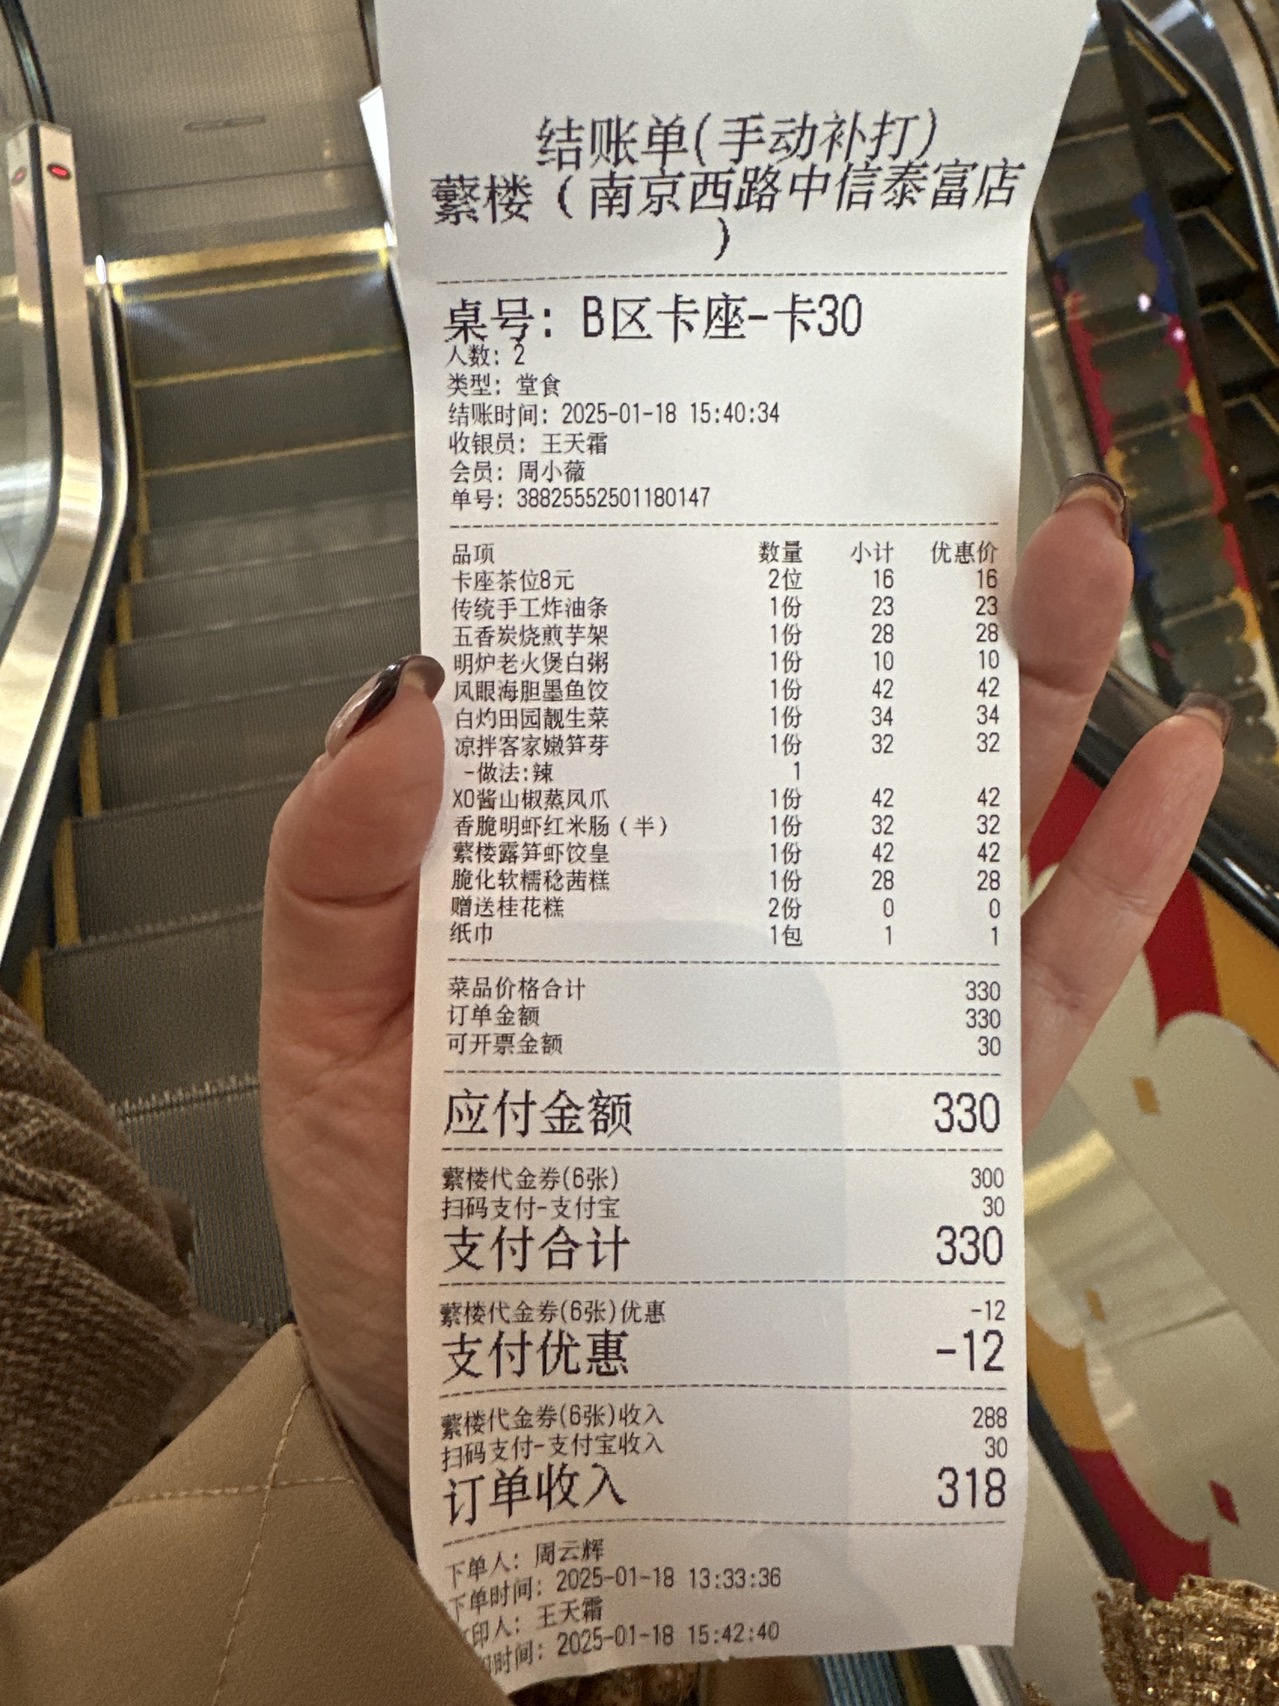 结账单(手动补打)
蘩楼（南京西路中信泰富店
）
桌号: B区卡座-卡30
人数: 2
类型: 堂食
结账时间: 2025-01-18 15:40:34
收银员: 王天霜
会员: 周小薇
单号: 38825552501180147
品项 数量 小计 优惠价
卡座茶位8元 2位 16 16
传统手工炸油条 1份 23 23
五香炭烧煎芋架 1份 28 28
明炉老火煲白粥 1份 10 10
凤眼海胆墨鱼饺 1份 42 42
白灼田园靓生菜 1份 34 34
凉拌客家嫩笋芽 1份 32 32
-做法:辣 1
XO酱山椒蒸凤爪 1份 42 42
香脆明虾红米肠（半） 1份 32 32
蘩楼露笋虾饺皇 1份 42 42
脆化软糯稔茜糕 1份 28 28
赠送桂花糕 2份 0 0
纸巾 1包 1 1
菜品价格合计 330
订单金额 330
可开票金额 30
应付金额 330
蘩楼代金券(6张) 300
扫码支付-支付宝 30
支付合计 330
蘩楼代金券(6张)优惠 -12
支付优惠 -12
蘩楼代金券(6张)收入 288
扫码支付-支付宝收入 30
订单收入 318
下单人: 周云辉
下单时间: 2025-01-18 13:33:36
印人: 王天霜
时间: 2025-01-18 15:42:40